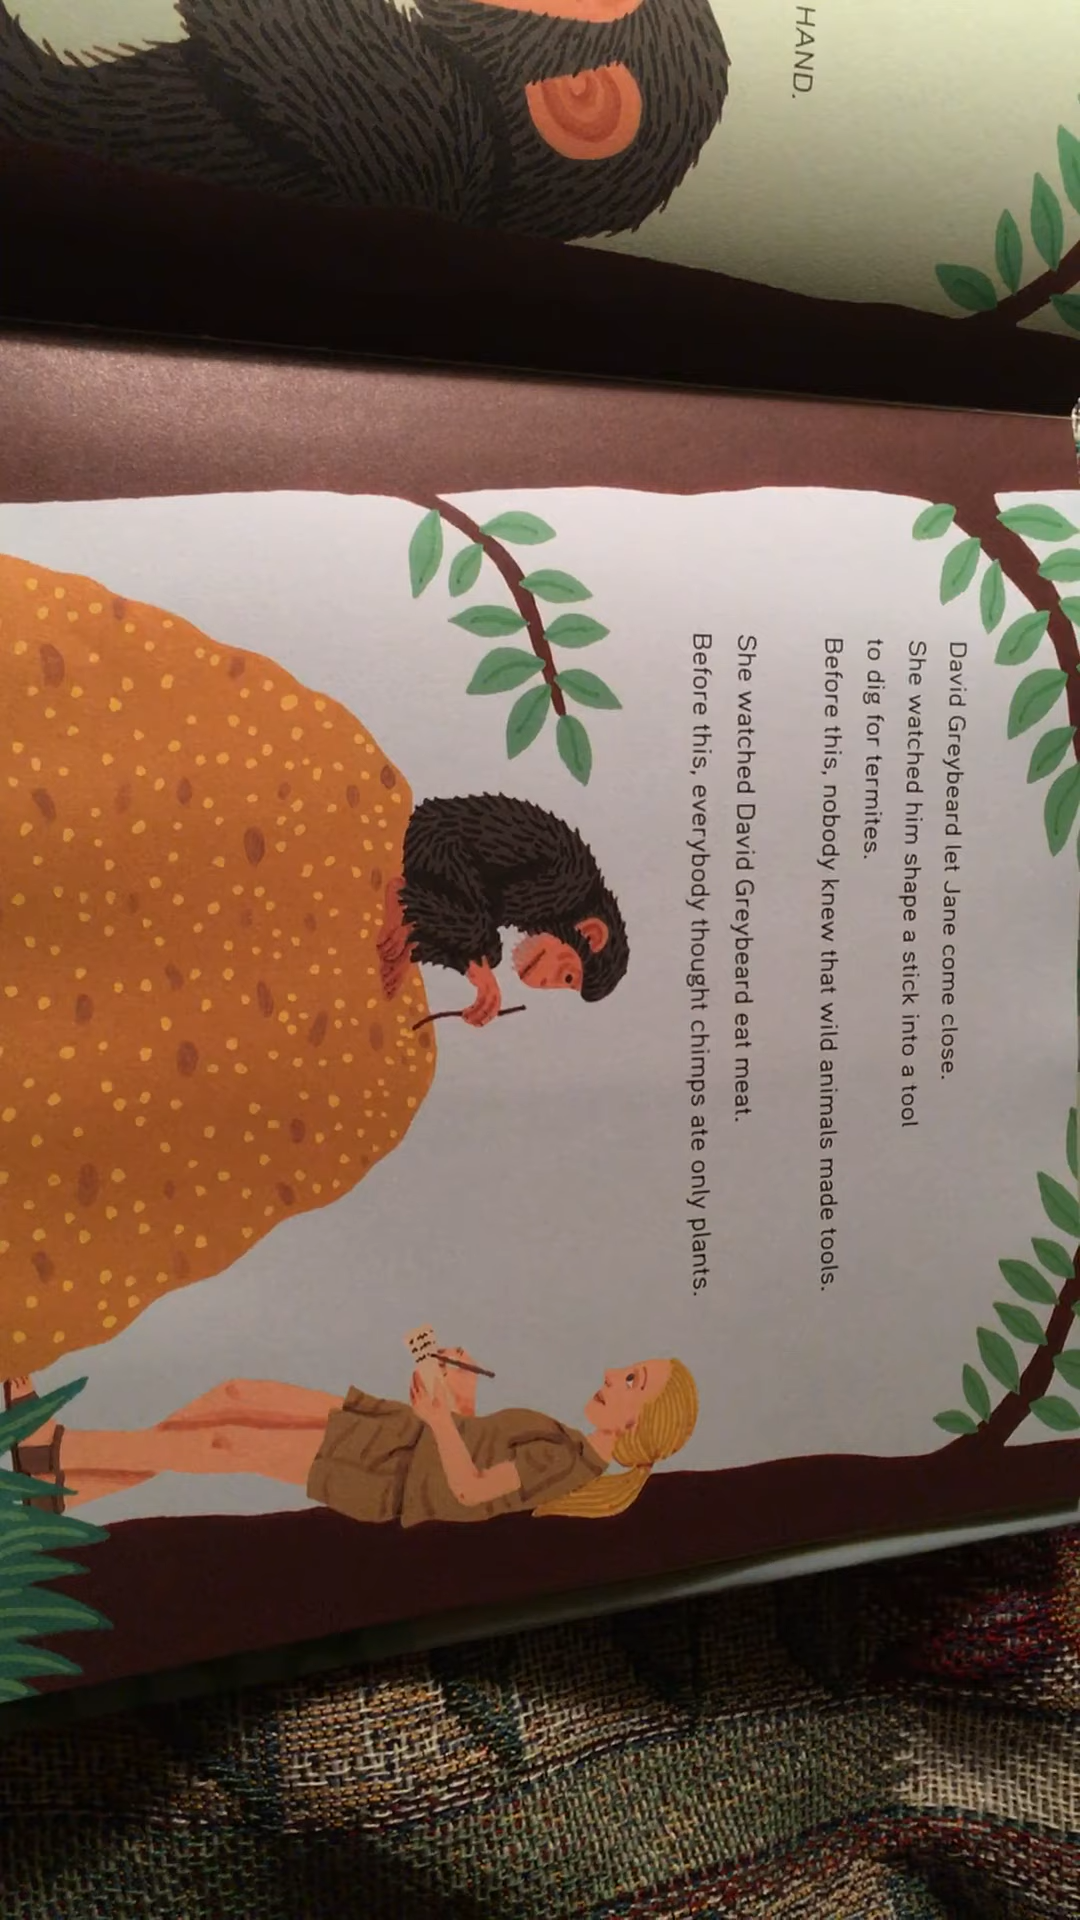 HAND.
David Greybeard let Jane come close.
She watched him shape a stick into a tool
to dig for termites.
Before this, nobody knew that wild animals made tools.
She watched David Greybeard eat meat.
Before this, everybody thought chimps ate only plants.